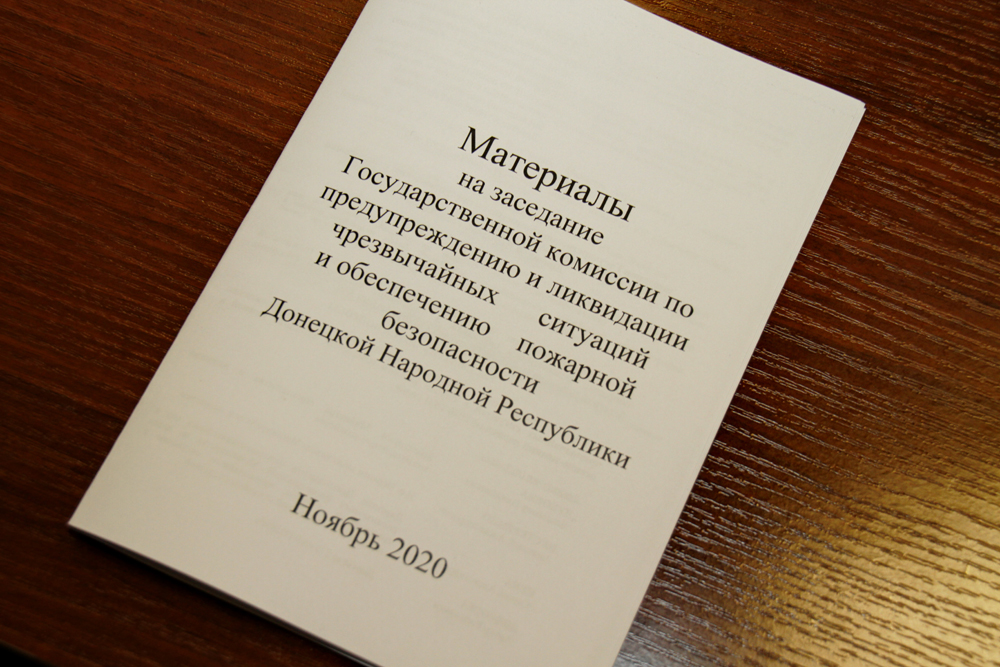 Материалы
на заседание
Государственной комиссии по
предупреждению и ликвидации
чрезвычайных ситуаций
и обеспечению пожарной
безопасности
Донецкой Народной Республики
Ноябрь 2020